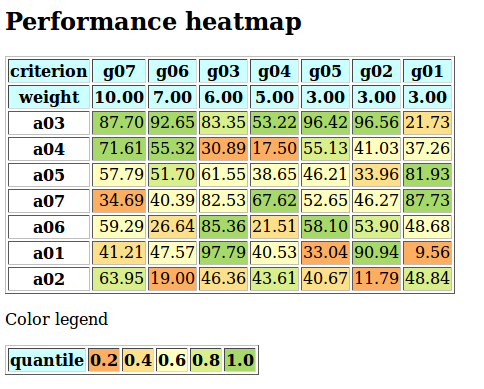 Performance heatmap
criterion g07 g06 g03 g04 g05 g02 g01
weight 10.00 7.00 6.00 5.00 3.00 3.00 3.00
a03 87.70 92.65 83.35 53.22 96.42 96.56 21.73
a04 71.61 55.32 30.89 17.50 55.13 41.03 37.26
a05 57.79 51.70 61.55 38.65 46.21 33.96 81.93
a07 34.69 40.39 82.53 67.62 52.65 46.27 87.73
a06 59.29 26.64 85.36 21.51 58.10 53.90 48.68
a01 41.21 47.57 97.79 40.53 33.04 90.94 9.56
a02 63.95 19.00 46.36 43.61 40.67 11.79 48.84
Color legend
quantile 0.2 0.4 0.6 0.8 1.0